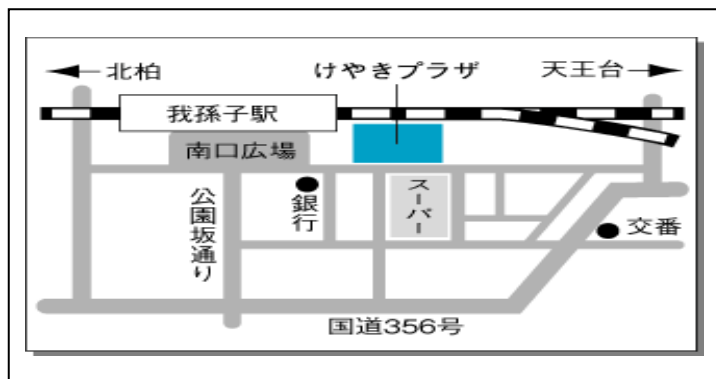 北柏
けやきプラザ
天王台
我孫子駅
南口広場
公園坂通り
銀行
スーパー
交番
国道356号